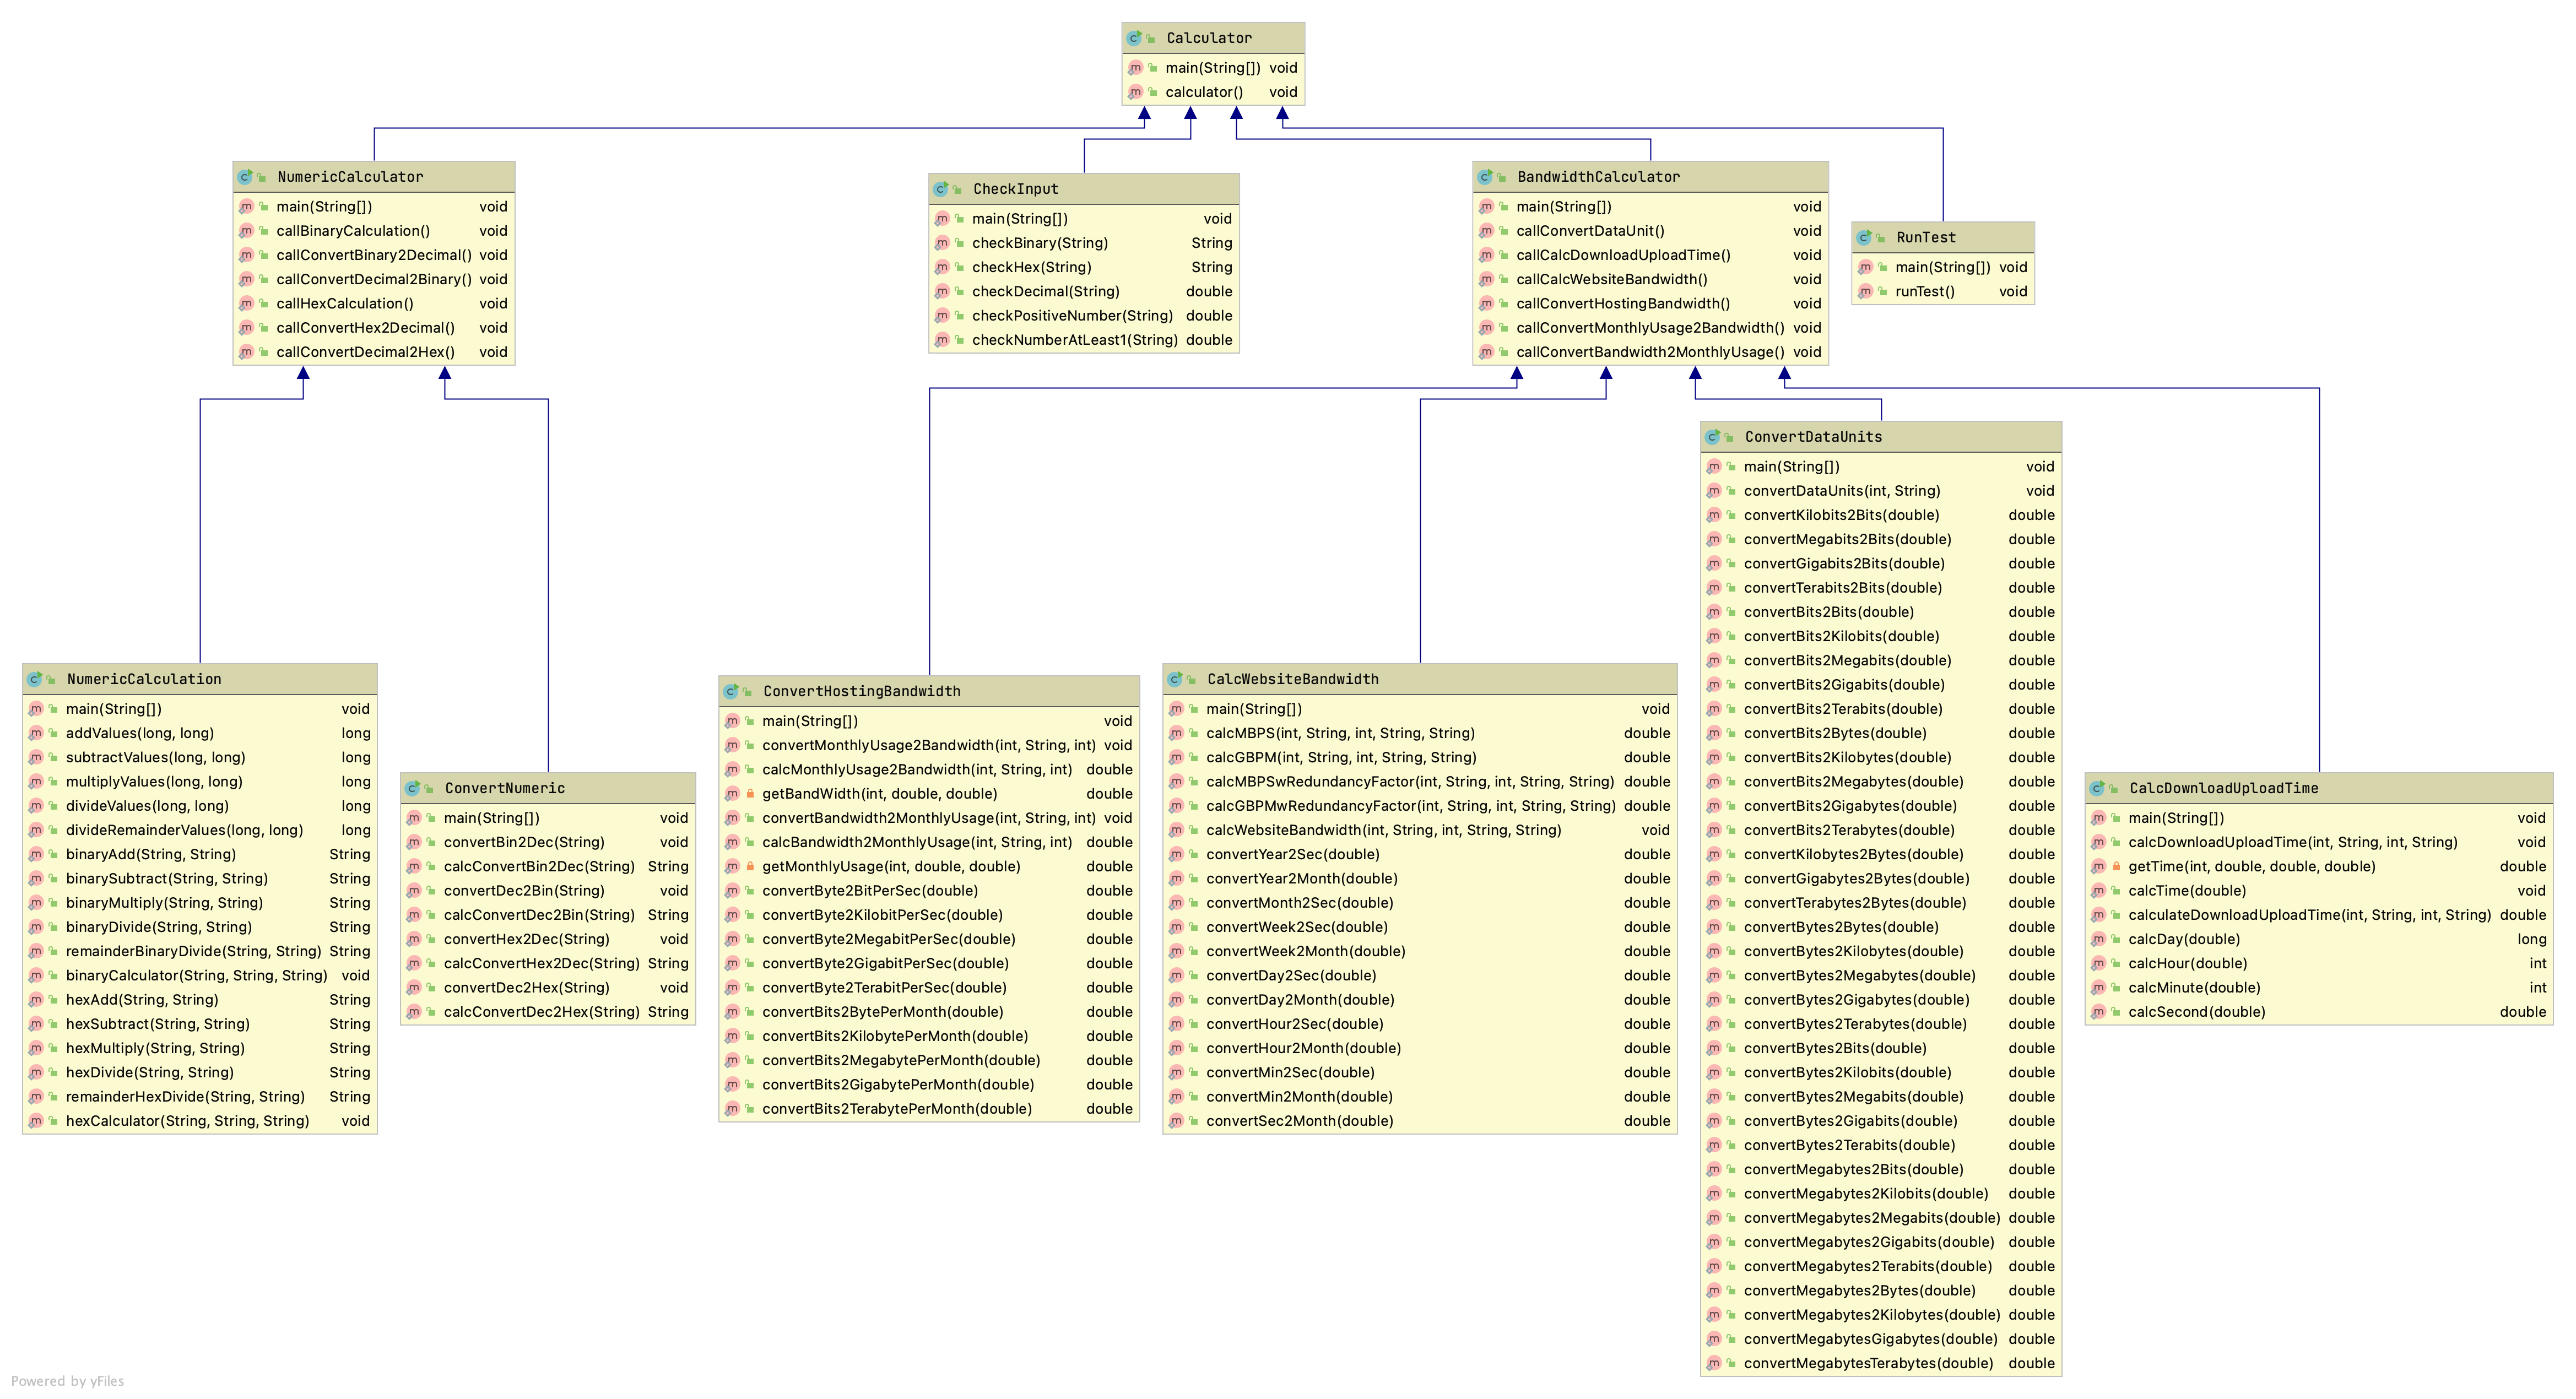 Calculator
main(String[]) void
calculator() void
NumericCalculator
main(String[]) void
callBinaryCalculation() void
callConvertBinary2Decimal() void
callConvertDecimal2Binary() void
callHexCalculation() void
callConvertHex2Decimal() void
callConvertDecimal2Hex() void
CheckInput
main(String[]) void
checkBinary(String) String
checkHex(String) String
checkDecimal(String) double
checkPositiveNumber(String) double
checkNumberAtLeast1(String) double
BandwidthCalculator
main(String[]) void
callConvertDataUnit() void
callCalcDownloadUploadTime() void
callCalcWebsiteBandwidth() void
callConvertHostingBandwidth() void
callConvertMonthlyUsage2Bandwidth() void
callConvertBandwidth2MonthlyUsage() void
RunTest
main(String[]) void
runTest() void
NumericCalculation
main(String[]) void
addValues(long, long) long
subtractValues(long, long) long
multiplyValues(long, long) long
divideValues(long, long) long
divideRemainderValues(long, long) long
binaryAdd(String, String) String
binarySubtract(String, String) String
binaryMultiply(String, String) String
binaryDivide(String, String) String
remainderBinaryDivide(String, String) String
binaryCalculator(String, String, String) void
hexAdd(String, String) String
hexSubtract(String, String) String
hexMultiply(String, String) String
hexDivide(String, String) String
remainderHexDivide(String, String) String
hexCalculator(String, String, String) void
ConvertNumeric
main(String[]) void
convertBin2Dec(String) void
calcConvertBin2Dec(String) String
convertDec2Bin(String) void
calcConvertDec2Bin(String) String
convertHex2Dec(String) void
calcConvertHex2Dec(String) String
convertDec2Hex(String) void
calcConvertDec2Hex(String) String
ConvertHostingBandwidth
main(String[]) void
convertMonthlyUsage2Bandwidth(int, String, int) void
calcMonthlyUsage2Bandwidth(int, String, int) double
getBandWidth(int, double, double) double
convertBandwidth2MonthlyUsage(int, String, int) void
calcBandwidth2MonthlyUsage(int, String, int) double
getMonthlyUsage(int, double, double) double
convertByte2BitPerSec(double) double
convertByte2KilobitPerSec(double) double
convertByte2MegabitPerSec(double) double
convertByte2GigabitPerSec(double) double
convertByte2TerabitPerSec(double) double
convertBits2BytePerMonth(double) double
convertBits2KilobytePerMonth(double) double
convertBits2MegabytePerMonth(double) double
convertBits2GigabytePerMonth(double) double
convertBits2TerabytePerMonth(double) double
CalcWebsiteBandwidth
main(String[]) void
calcMBPS(int, String, int, String, String) double
calcGBPM(int, String, int, String, String) double
calcMBPSwRedundancyFactor(int, String, int, String, String) double
calcGBPMwRedundancyFactor(int, String, int, String, String) double
calcWebsiteBandwidth(int, String, int, String, String) void
convertYear2Sec(double) double
convertYear2Month(double) double
convertMonth2Sec(double) double
convertWeek2Sec(double) double
convertWeek2Month(double) double
convertDay2Sec(double) double
convertDay2Month(double) double
convertHour2Sec(double) double
convertHour2Month(double) double
convertMin2Sec(double) double
convertMin2Month(double) double
convertSec2Month(double) double
ConvertDataUnits
main(String[]) void
convertDataUnits(int, String) void
convertKilobits2Bits(double) double
convertMegabits2Bits(double) double
convertGigabits2Bits(double) double
convertTerabits2Bits(double) double
convertBits2Bits(double) double
convertBits2Kilobits(double) double
convertBits2Megabits(double) double
convertBits2Gigabits(double) double
convertBits2Terabits(double) double
convertBits2Bytes(double) double
convertBits2Kilobytes(double) double
convertBits2Megabytes(double) double
convertBits2Gigabytes(double) double
convertBits2Terabytes(double) double
convertKilobytes2Bytes(double) double
convertGigabytes2Bytes(double) double
convertTerabytes2Bytes(double) double
convertBytes2Bytes(double) double
convertBytes2Kilobytes(double) double
convertBytes2Megabytes(double) double
convertBytes2Gigabytes(double) double
convertBytes2Terabytes(double) double
convertBytes2Bits(double) double
convertBytes2Kilobits(double) double
convertBytes2Megabits(double) double
convertBytes2Gigabits(double) double
convertBytes2Terabits(double) double
convertMegabytes2Bits(double) double
convertMegabytes2Kilobits(double) double
convertMegabytes2Megabits(double) double
convertMegabytes2Gigabits(double) double
convertMegabytes2Terabits(double) double
convertMegabytes2Bytes(double) double
convertMegabytes2Kilobytes(double) double
convertMegabytesGigabytes(double) double
convertMegabytesTerabytes(double) double
CalcDownloadUploadTime
main(String[]) void
calcDownloadUploadTime(int, String, int, String) void
getTime(int, double, double, double) double
calcTime(double) void
calculateDownloadUploadTime(int, String, int, String) double
calcDay(double) long
calcHour(double) int
calcMinute(double) int
calcSecond(double) double
Powered by yFiles